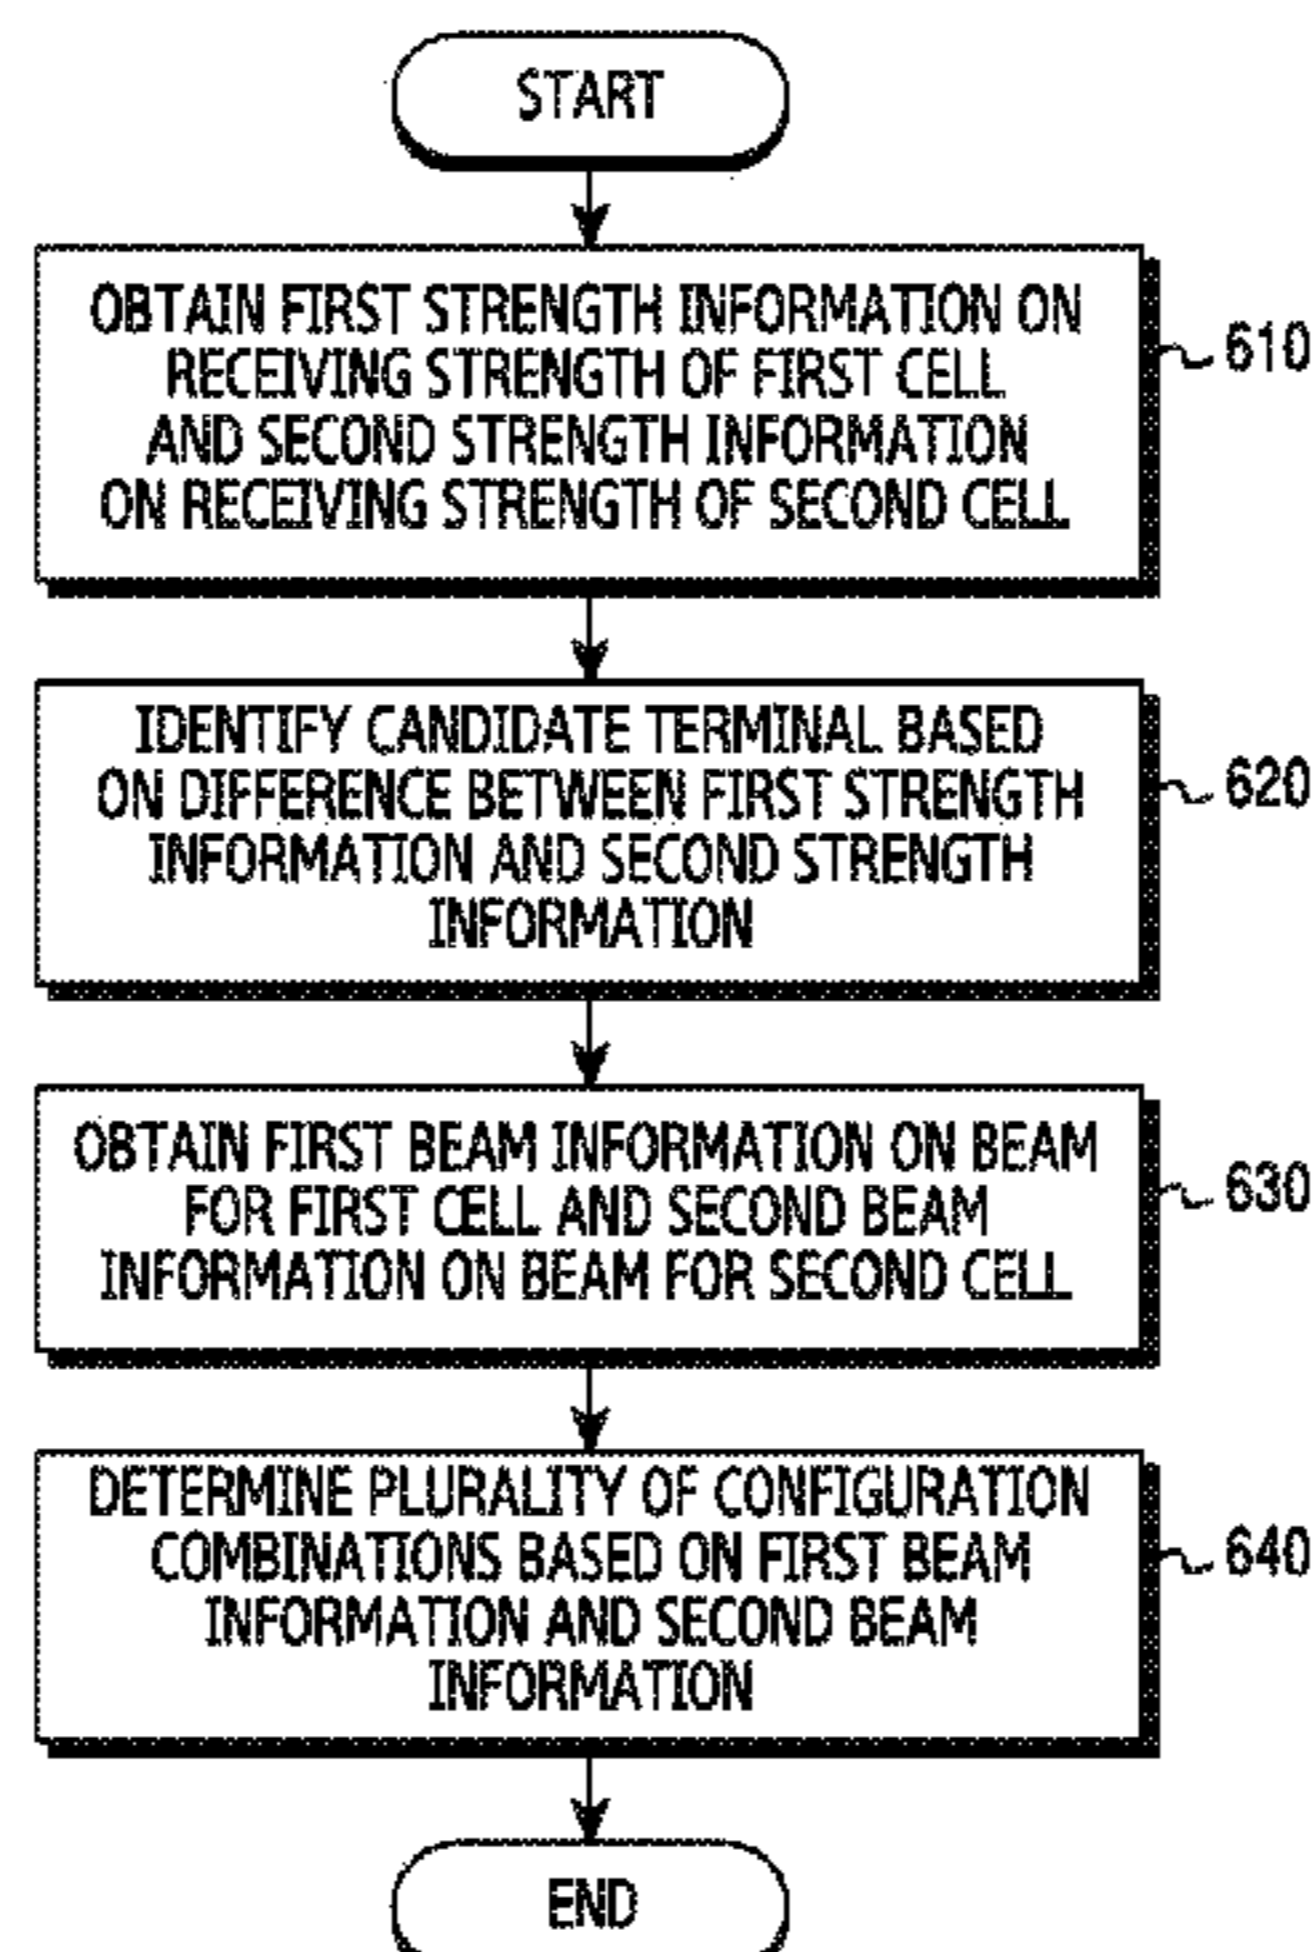 START
OBTAIN FIRST STRENGTH INFORMATION ON
RECEIVING STRENGTH OF FIRST CELL
AND SECOND STRENGTH INFORMATION
ON RECEIVING STRENGTH OF SECOND CELL
610
IDENTIFY CANDIDATE TERMINAL BASED
ON DIFFERENCE BETWEEN FIRST STRENGTH
INFORMATION AND SECOND STRENGTH
INFORMATION
620
OBTAIN FIRST BEAM INFORMATION ON BEAM
FOR FIRST CELL AND SECOND BEAM
INFORMATION ON BEAM FOR SECOND CELL
630
DETERMINE PLURALITY OF CONFIGURATION
COMBINATIONS BASED ON FIRST BEAM
INFORMATION AND SECOND BEAM
INFORMATION
640
END